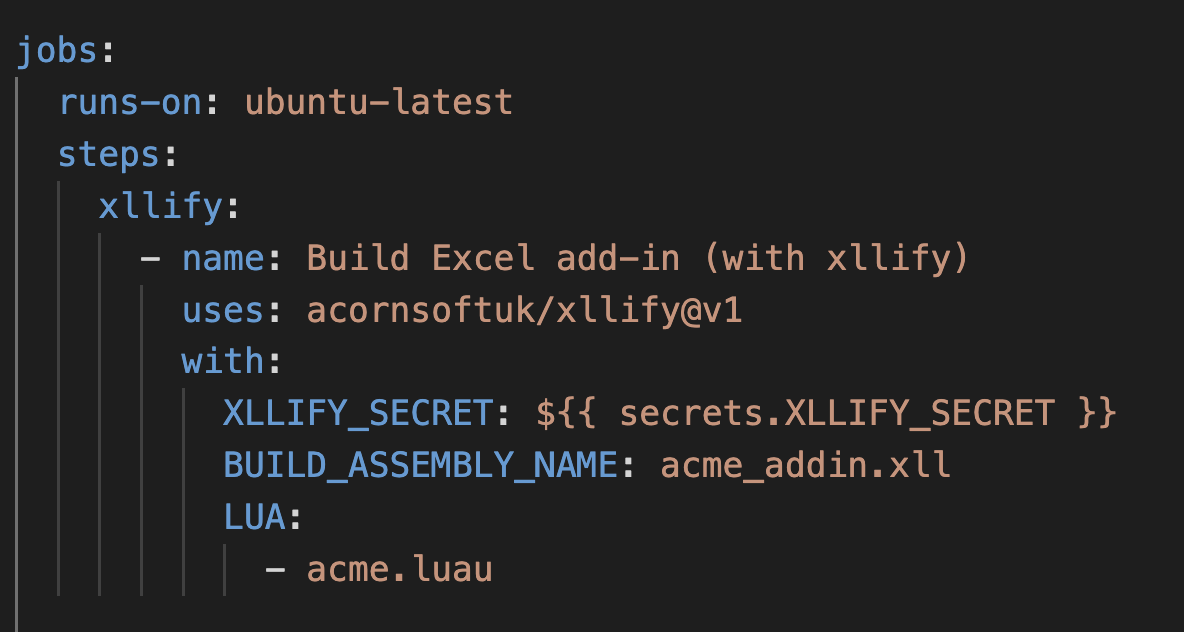 jobs:
runs-on: ubuntu-latest
steps:
xllify:
- name: Build Excel add-in (with xllify)
uses: acornsoftuk/xllify@v1
with:
XLLIFY_SECRET: ${{ secrets.XLLIFY_SECRET }}
BUILD_ASSEMBLY_NAME: acme_addin.xll
LUA:
- acme.luau